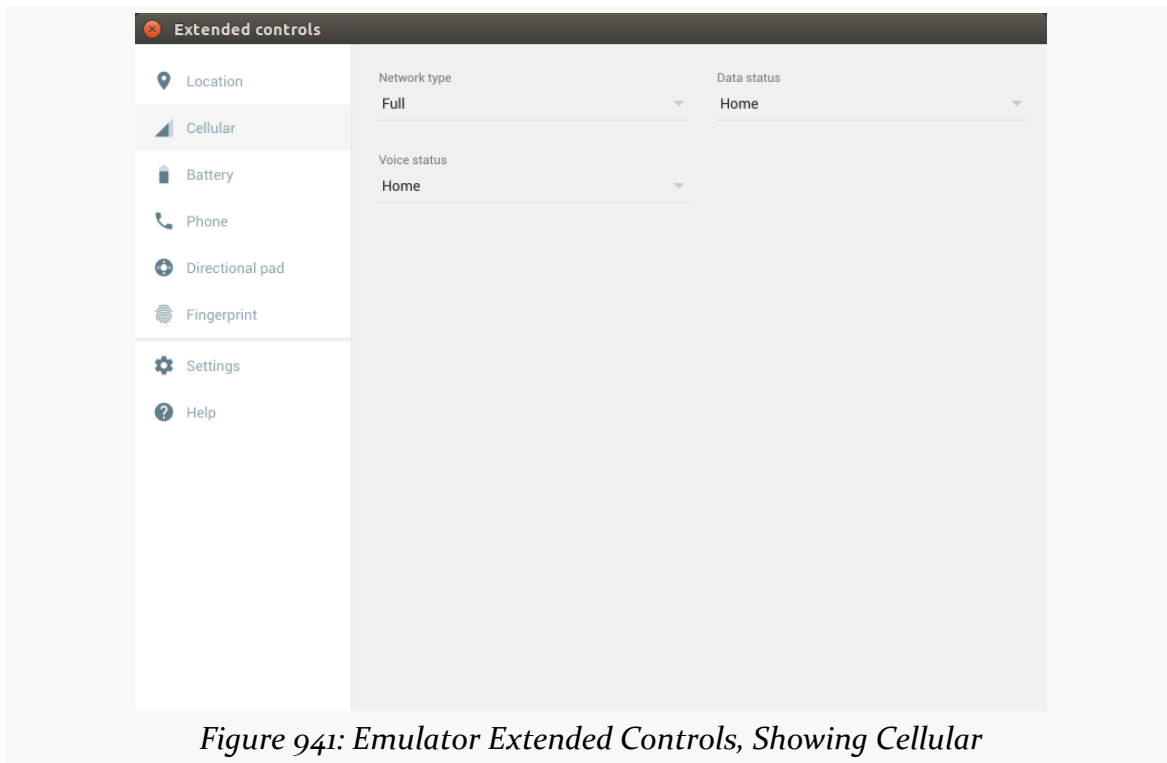 Extended controls
Location
Cellular
Battery
Phone
Directional pad
Fingerprint
Settings
Help
Network type
Full
Data status
Home
Voice status
Home
Figure 941: Emulator Extended Controls, Showing Cellular